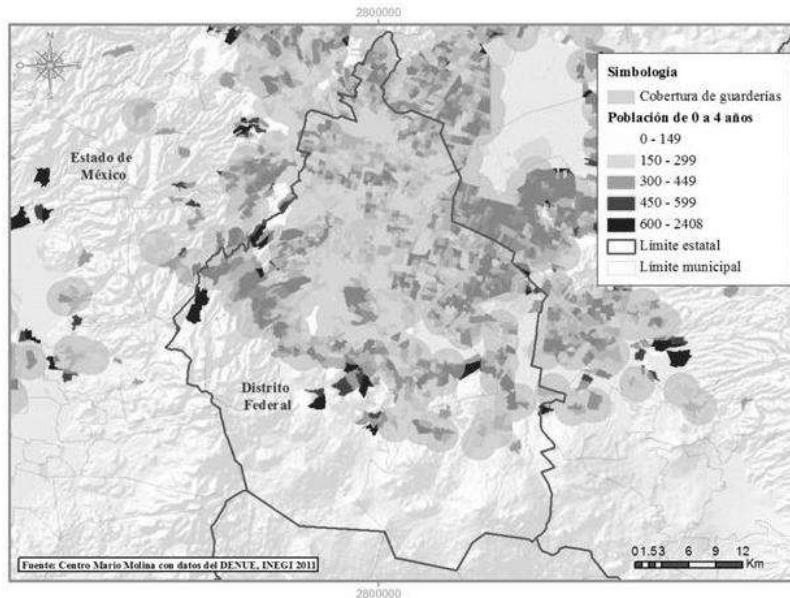 2800000
Simbología
Cobertura de guarderías
Población de 0 a 4 años
0 - 149
150 - 299
300 - 449
450 - 599
600 - 2408
Límite estatal
Límite municipal
Estado de
México
Distrito
Federal
Fuente: Centro Mario Molina con datos del DENUE, INEGI 2011
0 1.5 3 6 9 12
Km
2800000